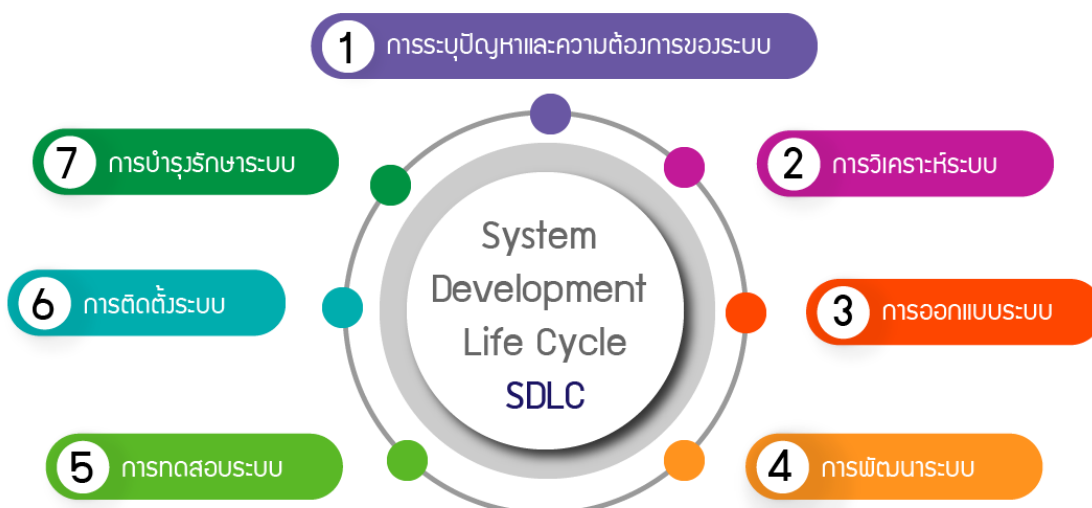 1 การระบุปัญหาและความต้องการของระบบ
7 การบำรุงรักษาระบบ
2 การวิเคราะห์ระบบ
System
Development
Life Cycle
SDLC
6 การติดตั้งระบบ
3 การออกแบบระบบ
5 การทดสอบระบบ
4 การพัฒนาระบบ